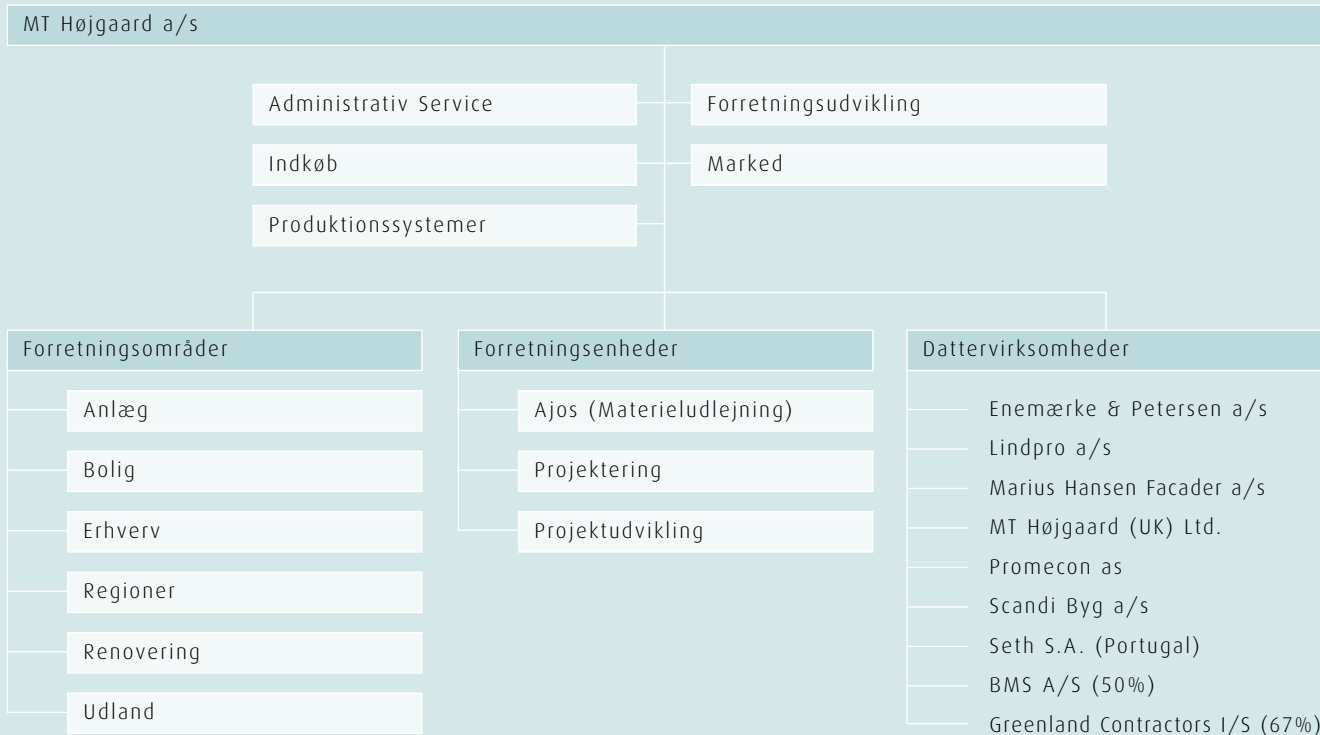 MT Højgaard a/s
Administrativ Service
Forretningsudvikling
Indkøb
Marked
Produktionssystemer
Forretningsområder
Anlæg
Bolig
Erhverv
Regioner
Renovering
Udland
Forretningsenheder
Ajos (Materieludlejning)
Projektering
Projektudvikling
Dattervirksomheder
Enemærke & Petersen a/s
Lindpro a/s
Marius Hansen Facader a/s
MT Højgaard (UK) Ltd.
Promecon as
Scandi Byg a/s
Seth S.A. (Portugal)
BMS A/S (50%)
Greenland Contractors I/S (67%)